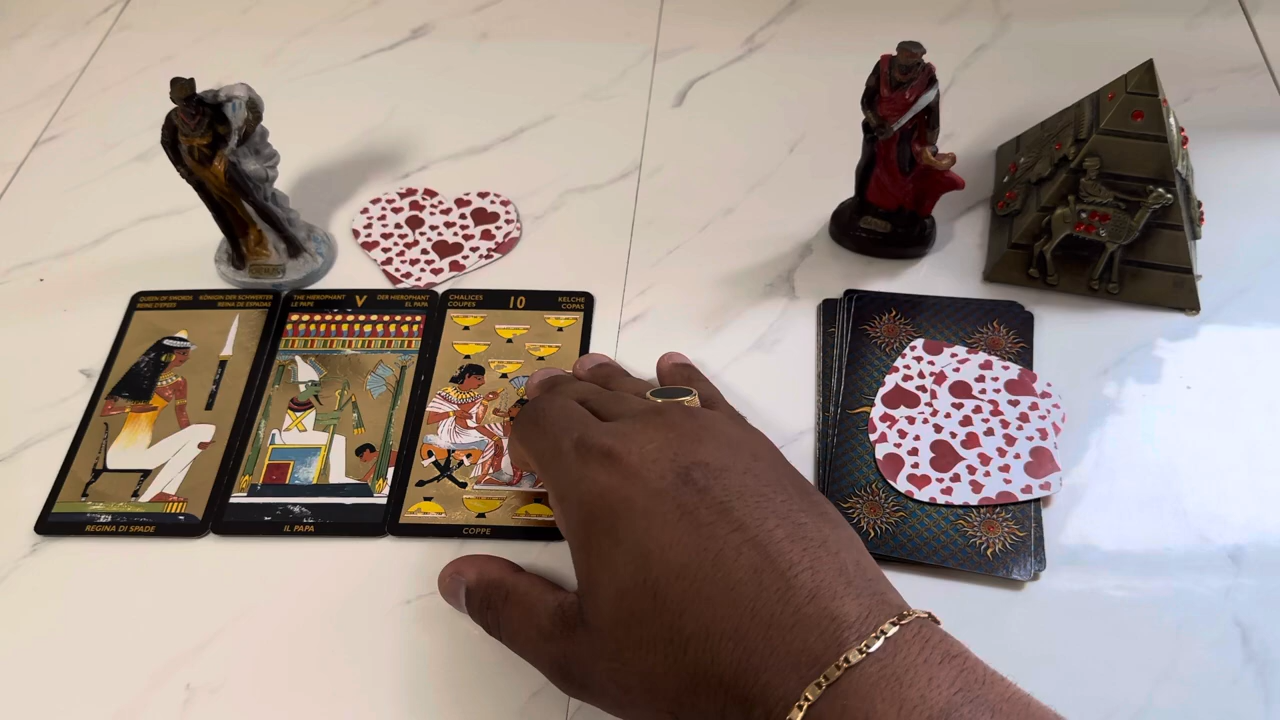 QUEEN OF SWORDS KÖNIGIN DER SCHWERTER
REINE D'EPEES REINA DE ESPADAS
REGINA DI SPADE
THE HIEROPHANT V DER HIEROPHANT
LE PAPE EL PAPA
IL PAPA
CHALICES 10 KELCHE
COUPES COPAS
COPPE